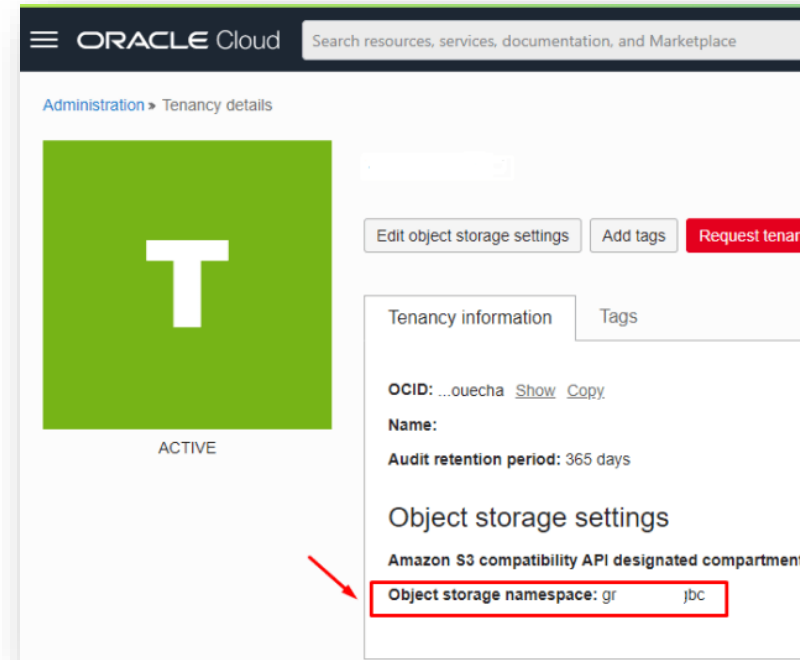 ORACLE Cloud
Search resources, services, documentation, and Marketplace
Administration » Tenancy details
T
ACTIVE
Edit object storage settings
Add tags
Request tenan
Tenancy information
Tags
OCID: ...ouecha Show Copy
Name:
Audit retention period: 365 days
Object storage settings
Amazon S3 compatibility API designated compartment
Object storage namespace: gr bc